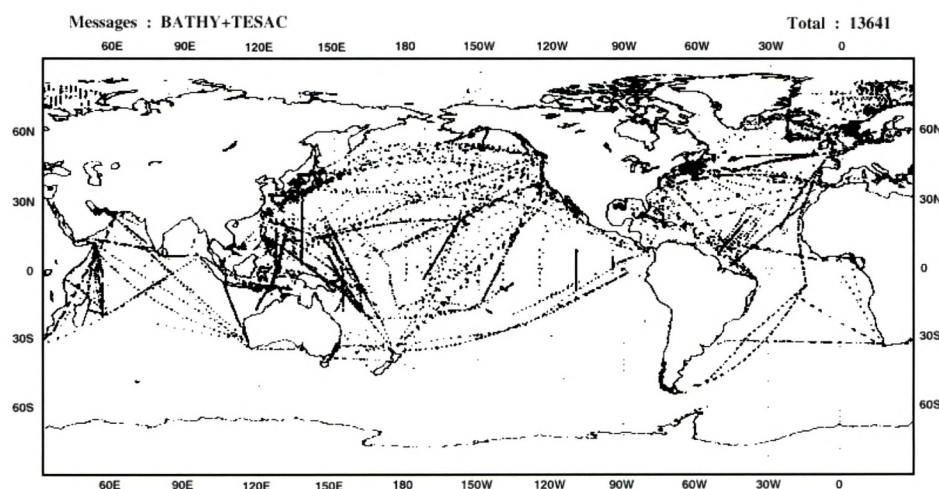 Messages : BATHY+TESAC Total : 13641
60E 90E 120E 150E 180 150W 120W 90W 60W 30W 0
60N 60N
30N 30N
0 0
30S 30S
60S 60S
60E 90E 120E 150E 180 150W 120W 90W 60W 30W 0